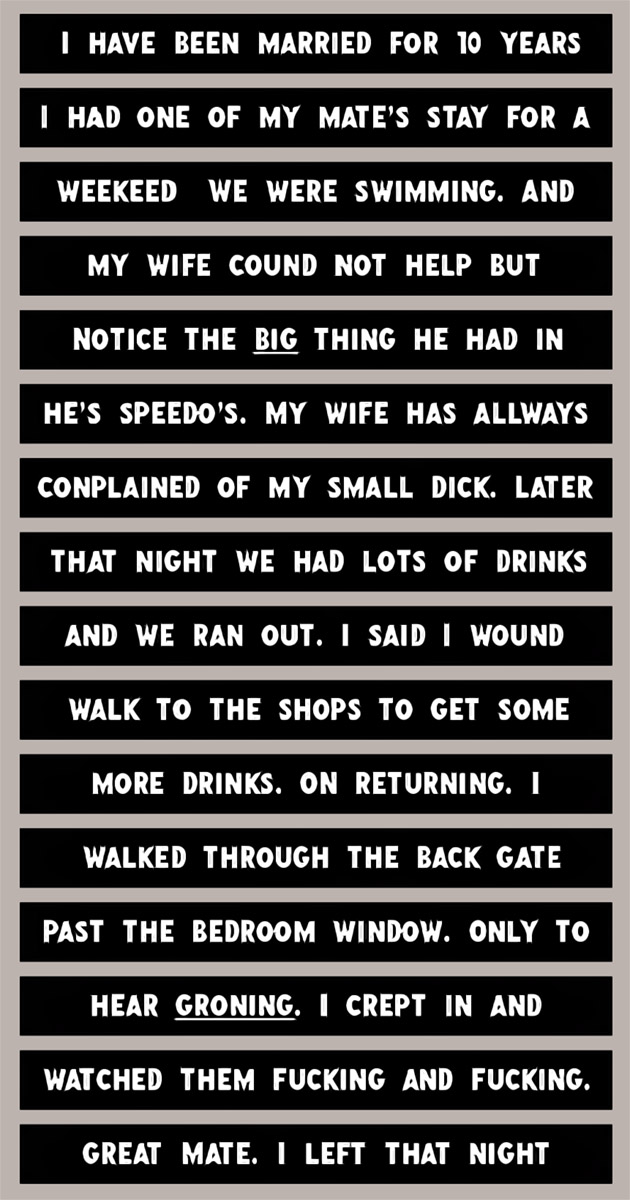 I HAVE BEEN MARRIED FOR 10 YEARS
I HAD ONE OF MY MATE'S STAY FOR A
WEEKEED WE WERE SWIMMING. AND
MY WIFE COUND NOT HELP BUT
NOTICE THE BIG THING HE HAD IN
HE'S SPEEDO'S. MY WIFE HAS ALLWAYS
CONPLAINED OF MY SMALL DICK. LATER
THAT NIGHT WE HAD LOTS OF DRINKS
AND WE RAN OUT. I SAID I WOUND
WALK TO THE SHOPS TO GET SOME
MORE DRINKS. ON RETURNING. I
WALKED THROUGH THE BACK GATE
PAST THE BEDROOM WINDOW. ONLY TO
HEAR GRONING. I CREPT IN AND
WATCHED THEM FUCKING AND FUCKING.
GREAT MATE. I LEFT THAT NIGHT